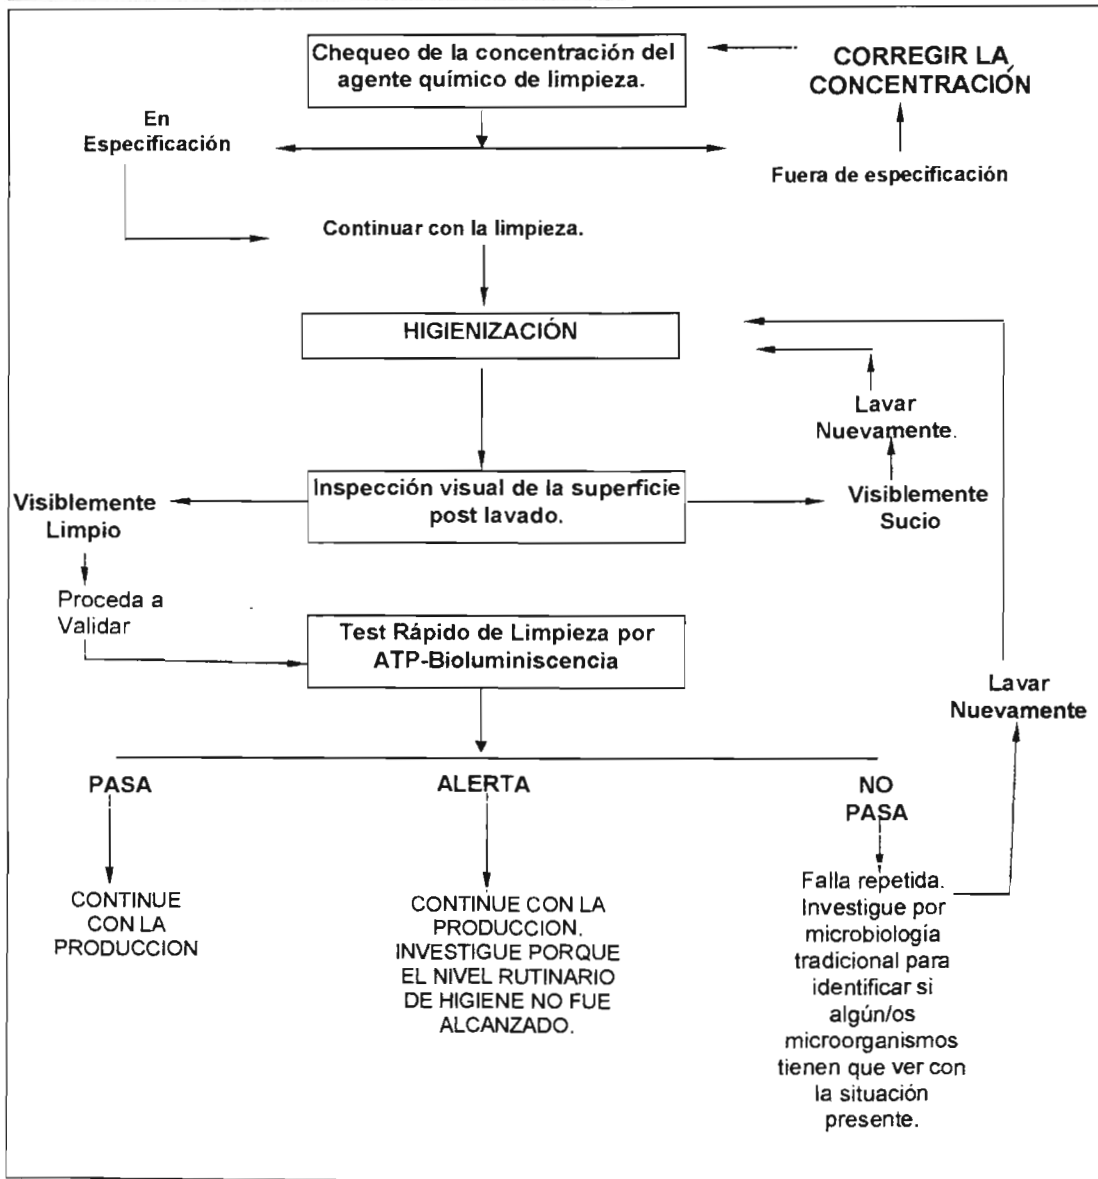 Chequeo de la concentración del
agente químico de limpieza.
CORREGIR LA
CONCENTRACIÓN
En
Especificación
Fuera de especificación
Continuar con la limpieza.
HIGIENIZACIÓN
Lavar
Nuevamente.
Inspección visual de la superficie
post lavado.
Visiblemente
Limpio
Visiblemente
Sucio
Proceda a
Validar
Test Rápido de Limpieza por
ATP-Bioluminiscencia
Lavar
Nuevamente
PASA
ALERTA
NO
PASA
CONTINUE
CON LA
PRODUCCION
CONTINUE CON LA
PRODUCCION.
INVESTIGUE PORQUE
EL NIVEL RUTINARIO
DE HIGIENE NO FUE
ALCANZADO.
Falla repetida.
Investigue por
microbiología
tradicional para
identificar si
algún/os
microorganismos
tienen que ver con
la situación
presente.